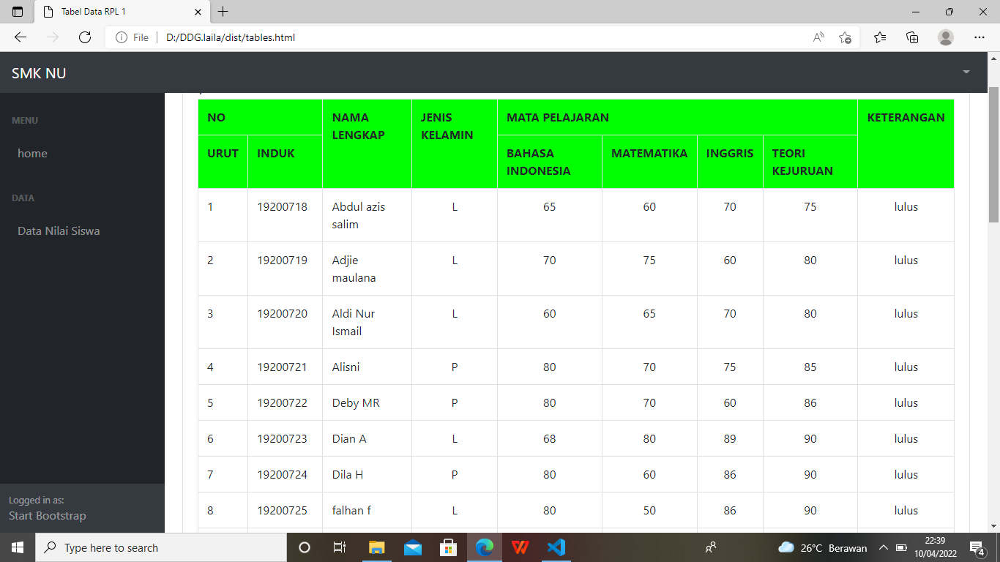 Tabel Data RPL 1
File
D:/DDG.laila/dist/tables.html
SMK NU
MENU
home
DATA
Data Nilai Siswa
Logged in as:
Start Bootstrap
NO NAMA LENGKAP JENIS KELAMIN MATA PELAJARAN KETERANGAN
URUT INDUK BAHASA INDONESIA MATEMATIKA INGGRIS TEORI KEJURUAN
1 19200718 Abdul azis salim L 65 60 70 75 lulus
2 19200719 Adjie maulana L 70 75 60 80 lulus
3 19200720 Aldi Nur Ismail L 60 65 70 80 lulus
4 19200721 Alisni P 80 70 75 85 lulus
5 19200722 Deby MR P 80 70 60 86 lulus
6 19200723 Dian A L 68 80 89 90 lulus
7 19200724 Dila H P 80 60 86 90 lulus
8 19200725 falhan f L 80 50 86 90 lulus
Type here to search
26°C Berawan
22:39
10/04/2022
4